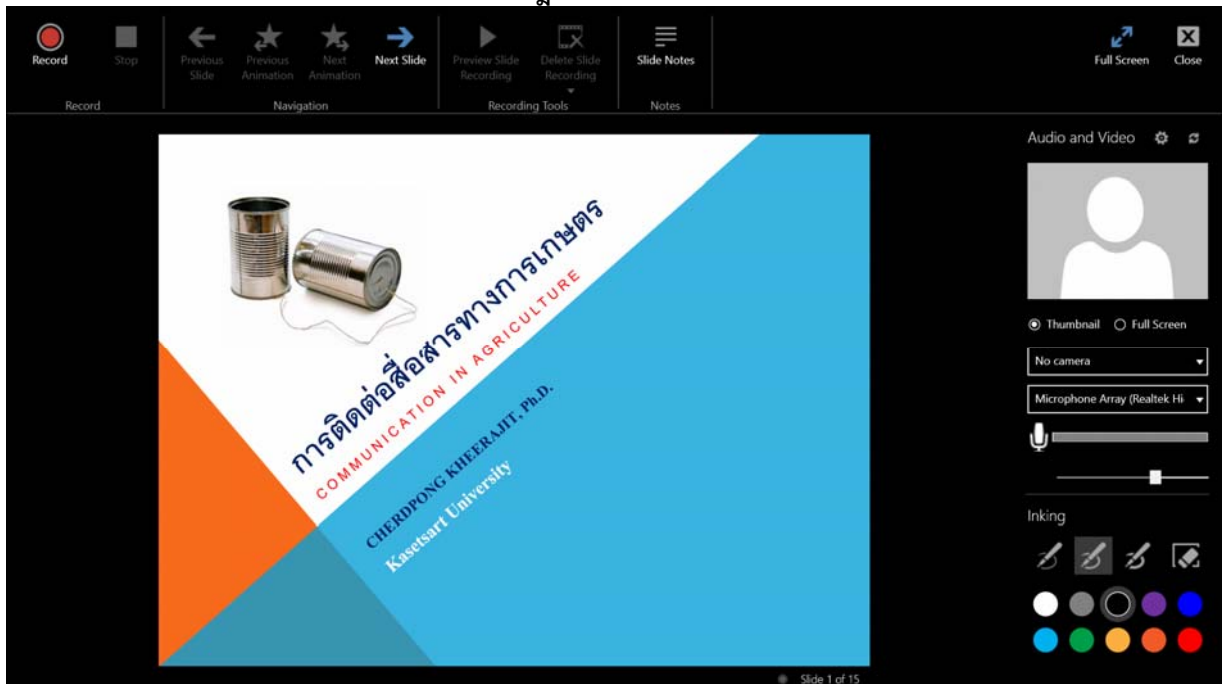 Record
Stop
Previous Slide
Previous Animation
Next Animation
Next Slide
Preview Slide Recording
Delete Slide Recording
Slide Notes
Full Screen
Close
Record
Navigation
Recording Tools
Notes
Audio and Video
การติดต่อสื่อสารทางการเกษตร
COMMUNICATION IN AGRICULTURE
CHERDPONG KHEERAJIT, Ph.D.
Kasetsart University
Thumbnail
Full Screen
No camera
Microphone Array (Realtek Hi
Inking
Slide 1 of 15